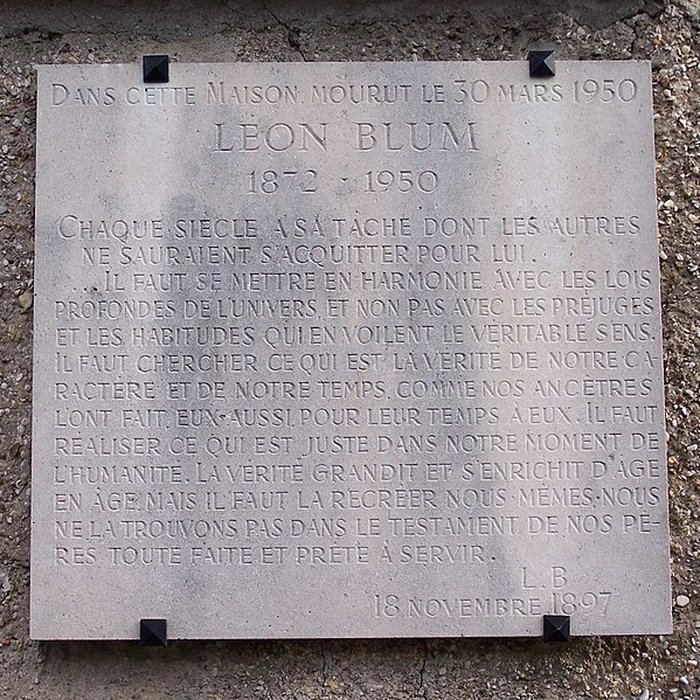 DANS CETTE MAISON MOURUT LE 30 MARS 1950
LÉON BLUM
1872 - 1950
CHAQUE SIÈCLE A SA TÂCHE DONT LES AUTRES
NE SAURAIENT S'ACQUITTER POUR LUI.
...IL FAUT SE METTRE EN HARMONIE AVEC LES LOIS
PROFONDES DE L'UNIVERS, ET NON PAS AVEC LES PRÉJUGÉS
ET LES HABITUDES QUI EN VOILENT LE VÉRITABLE SENS.
IL FAUT CHERCHER CE QUI EST LA VÉRITÉ DE NOTRE CA-
RACTÈRE ET DE NOTRE TEMPS, COMME NOS ANCÊTRES
L'ONT FAIT, EUX-AUSSI, POUR LEUR TEMPS À EUX. IL FAUT
RÉALISER CE QUI EST JUSTE DANS NOTRE MOMENT DE
L'HUMANITÉ. LA VÉRITÉ GRANDIT ET S'ENRICHIT D'ÂGE
EN ÂGE, MAIS IL FAUT LA RECRÉER NOUS-MÊMES, NOUS
NE LA TROUVONS PAS DANS LE TESTAMENT DE NOS PÈ-
RES TOUTE FAITE ET PRÊTE À SERVIR.
L.B
18 NOVEMBRE 1897